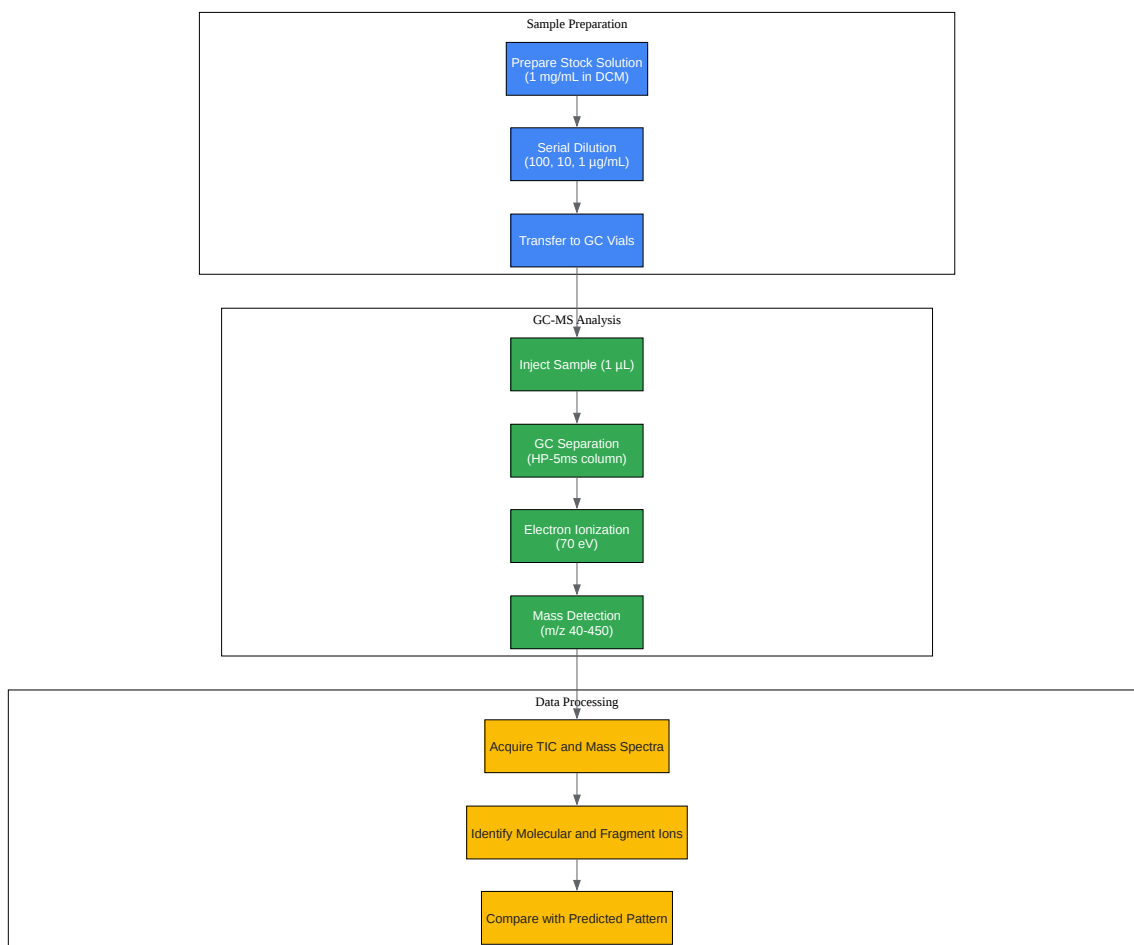 Sample Preparation
Prepare Stock Solution
(1 mg/mL in DCM)
Serial Dilution
(100, 10, 1 µg/mL)
Transfer to GC Vials
GC-MS Analysis
Inject Sample (1 µL)
GC Separation
(HP-5ms column)
Electron Ionization
(70 eV)
Mass Detection
(m/z 40-450)
Data Processing
Acquire TIC and Mass Spectra
Identify Molecular and Fragment Ions
Compare with Predicted Pattern